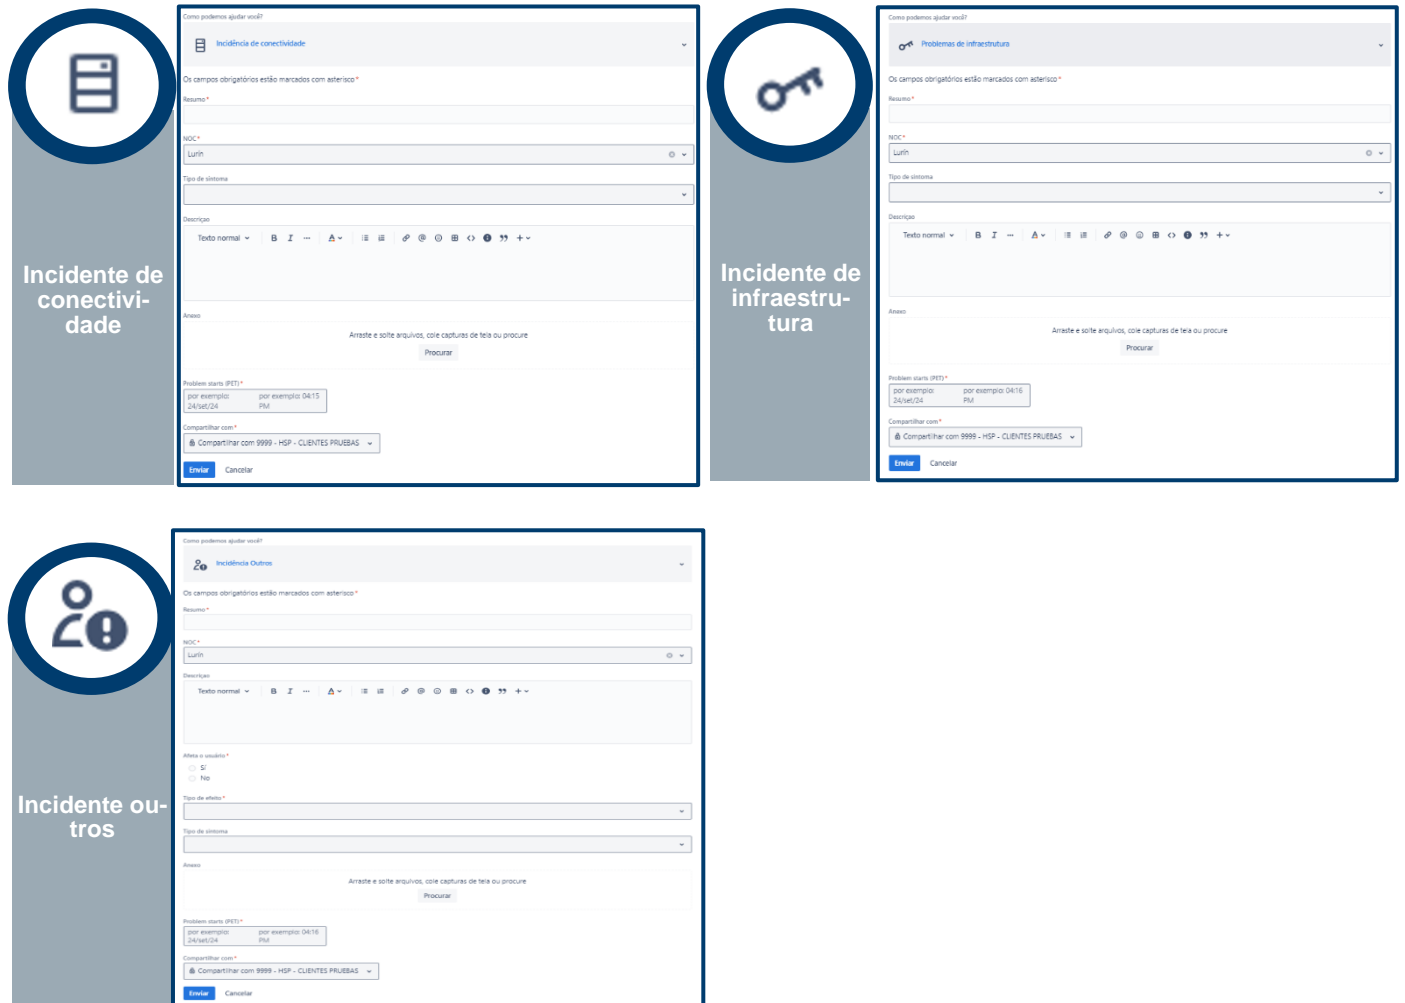 Incidente de
conectivi-
dade
Como podemos ajudar você?
Incidência de conectividade
Os campos obrigatórios estão marcados com asterisco *
Resumo *
NOC *
Lurín
Tipo de sintoma
Descriçao
Texto normal B I ... A
Anexo
Arraste e solte arquivos, cole capturas de tela ou procure
Procurar
Problem starts (PET) *
por exemplo: por exemplo: 04:15
24/set/24 PM
Compartilhar com *
Compartilhar com 9999 - HSP - CLIENTES PRUEBAS
Enviar Cancelar
Incidente de
infraestru-
tura
Como podemos ajudar você?
Problemas de infraestrutura
Os campos obrigatórios estão marcados com asterisco *
Resumo *
NOC *
Lurín
Tipo de sintoma
Descriçao
Texto normal B I ... A
Anexo
Arraste e solte arquivos, cole capturas de tela ou procure
Procurar
Problem starts (PET) *
por exemplo: por exemplo: 04:16
24/set/24 PM
Compartilhar com *
Compartilhar com 9999 - HSP - CLIENTES PRUEBAS
Enviar Cancelar
Incidente ou-
tros
Como podemos ajudar você?
Incidência Outros
Os campos obrigatórios estão marcados com asterisco *
Resumo *
NOC *
Lurín
Descriçao
Texto normal B I ... A
Afeta o usuário *
Sí
No
Tipo de efeito *
Tipo de sintoma
Anexo
Arraste e solte arquivos, cole capturas de tela ou procure
Procurar
Problem starts (PET) *
por exemplo: por exemplo: 04:16
24/set/24 PM
Compartilhar com *
Compartilhar com 9999 - HSP - CLIENTES PRUEBAS
Enviar Cancelar